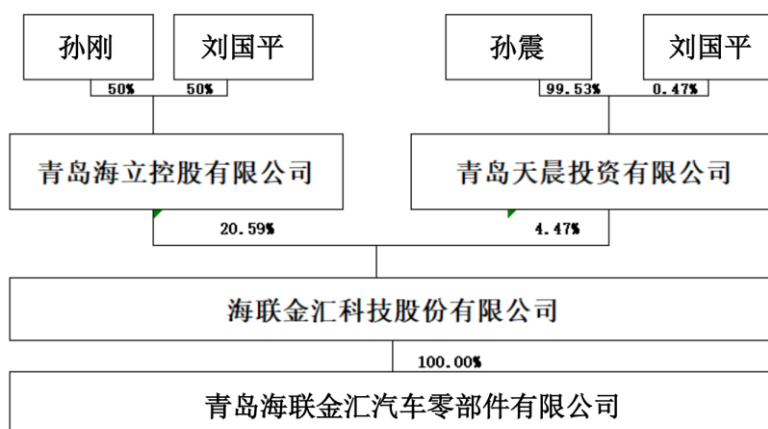 孙刚
刘国平
孙震
刘国平
50%
50%
99.53%
0.47%
青岛海立控股有限公司
青岛天晨投资有限公司
20.59%
4.47%
海联金汇科技股份有限公司
100.00%
青岛海联金汇汽车零部件有限公司